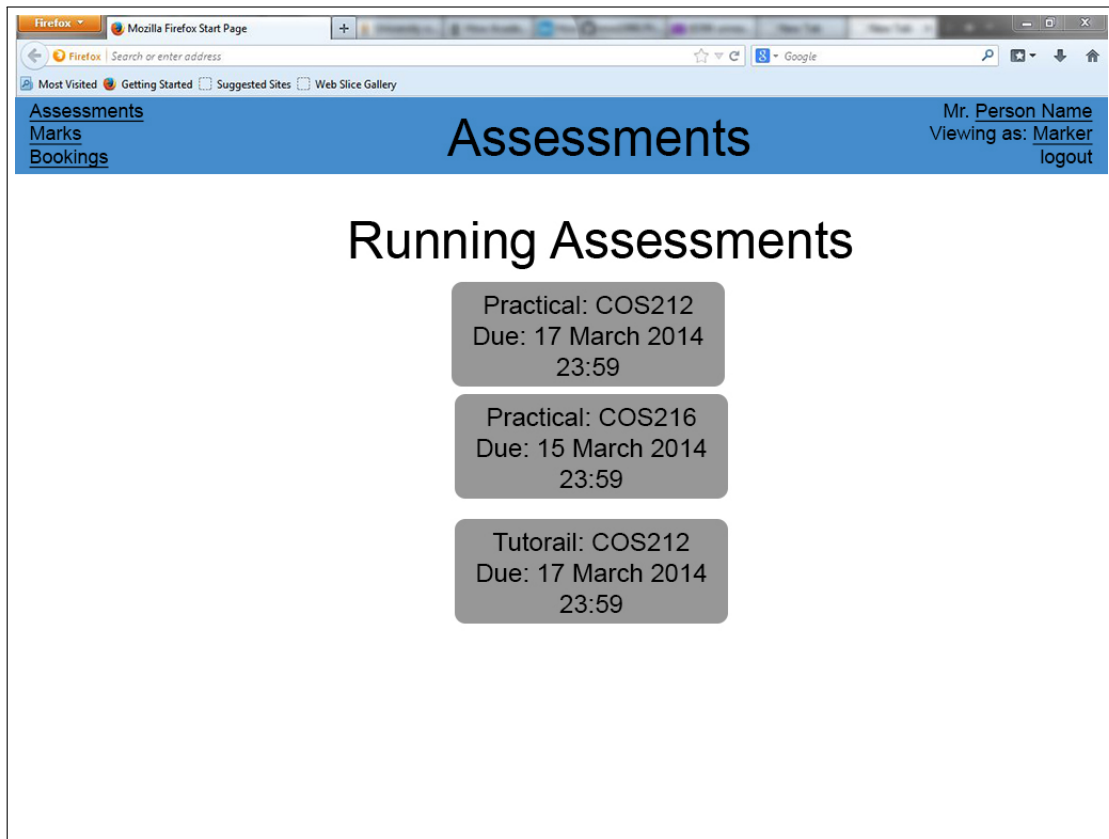 Firefox
Mozilla Firefox Start Page
Firefox Search or enter address
Google
Most Visited Getting Started Suggested Sites Web Slice Gallery
Assessments
Marks
Bookings
Assessments
Mr. Person Name
Viewing as: Marker
logout
Running Assessments
Practical: COS212
Due: 17 March 2014
23:59
Practical: COS216
Due: 15 March 2014
23:59
Tutorail: COS212
Due: 17 March 2014
23:59